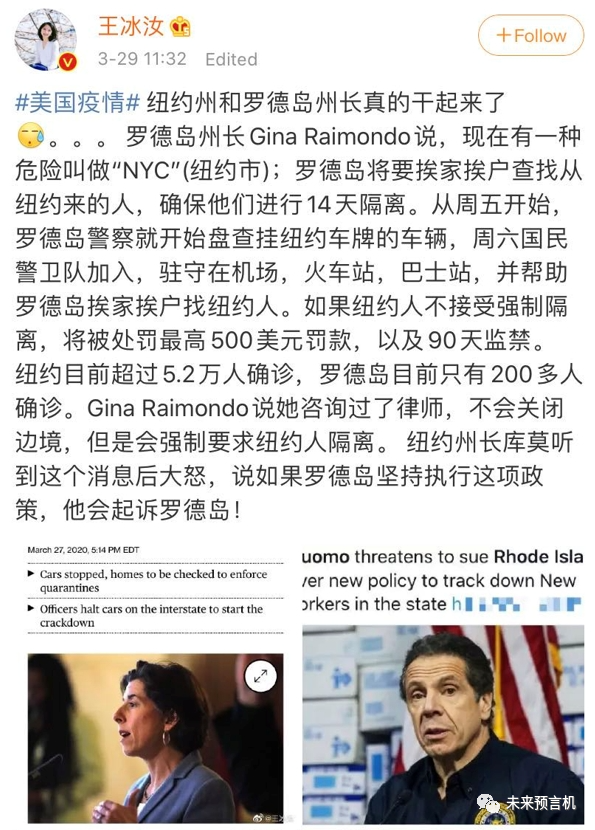 王冰汝
3-29 11:32 Edited
+Follow
#美国疫情# 纽约州和罗德岛州长真的干起来了
。。。罗德岛州长Gina Raimondo说，现在有一种
危险叫做“NYC”(纽约市)；罗德岛将要挨家挨户查找从
纽约来的人，确保他们进行14天隔离。从周五开始，
罗德岛警察就开始盘查挂纽约车牌的车辆，周六国民
警卫队加入，驻守在机场，火车站，巴士站，并帮助
罗德岛挨家挨户找纽约人。如果纽约人不接受强制隔
离，将被处罚最高500美元罚款，以及90天监禁。
纽约目前超过5.2万人确诊，罗德岛目前只有200多人
确诊。Gina Raimondo说她咨询过了律师，不会关闭
边境，但是会强制要求纽约人隔离。 纽约州长库莫听
到这个消息后大怒，说如果罗德岛坚持执行这项政
策，他会起诉罗德岛！
March 27, 2020, 5:14 PM EDT
Cars stopped, homes to be checked to enforce
quarantines
Officers halt cars on the interstate to start the
crackdown
uomo threatens to sue Rhode Isla
ver new policy to track down New
orkers in the state h
未来预言机